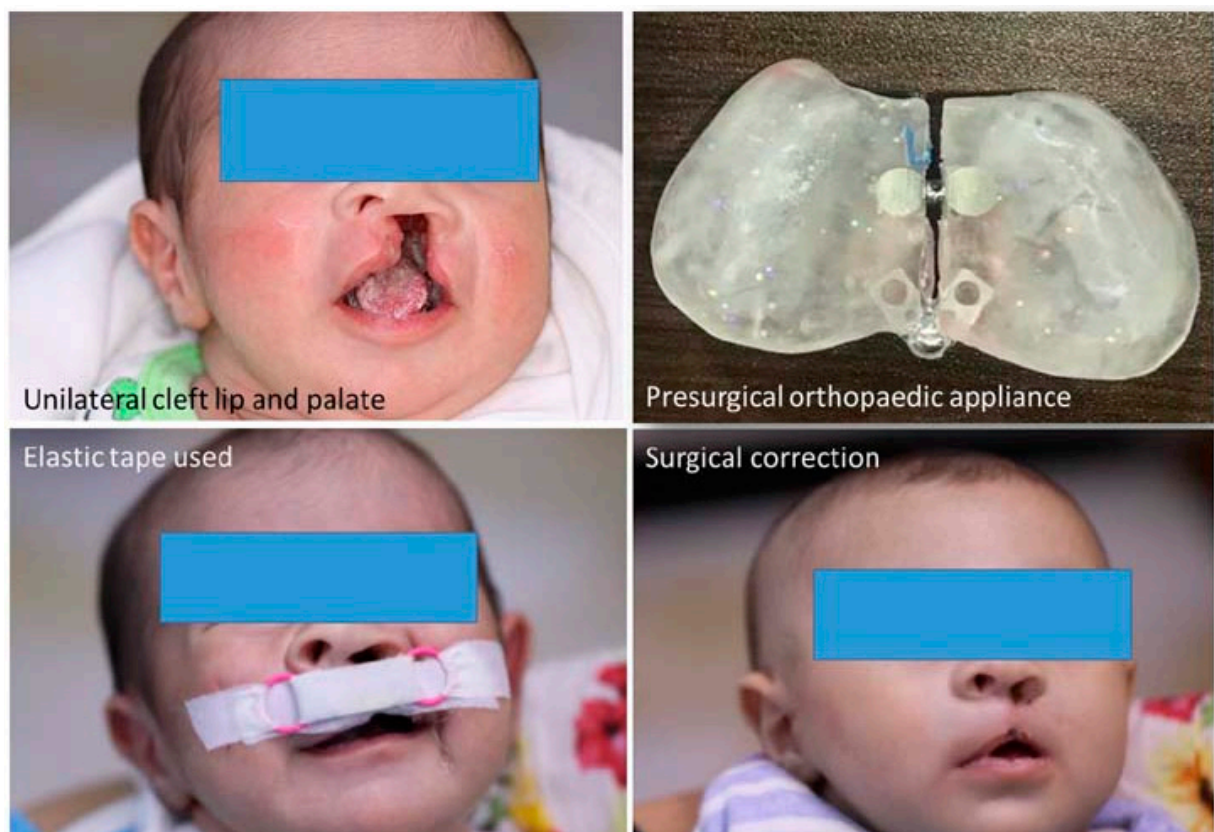 Unilateral cleft lip and palate
Presurgical orthopaedic appliance
Elastic tape used
Surgical correction